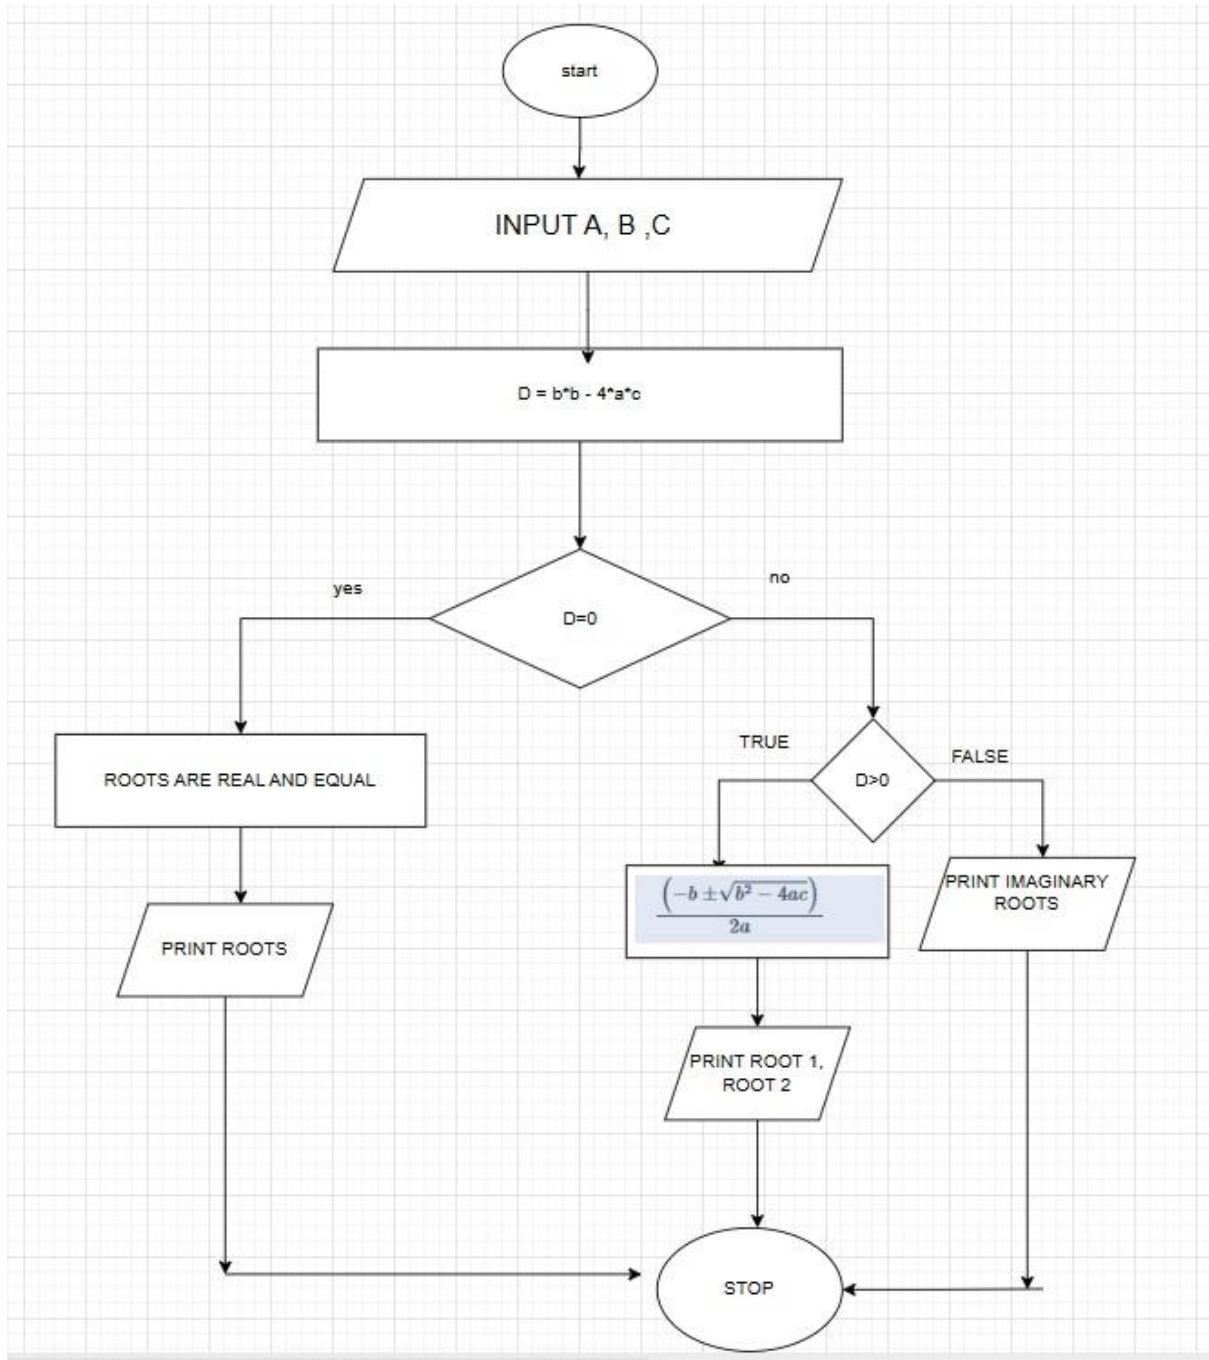 start
INPUT A, B ,C
D = b*b - 4*a*c
yes
no
D=0
TRUE
FALSE
D>0
ROOTS ARE REAL AND EQUAL
PRINT ROOTS
(-b ±√b² - 4ac)
2a
PRINT IMAGINARY
ROOTS
PRINT ROOT 1,
ROOT 2
STOP